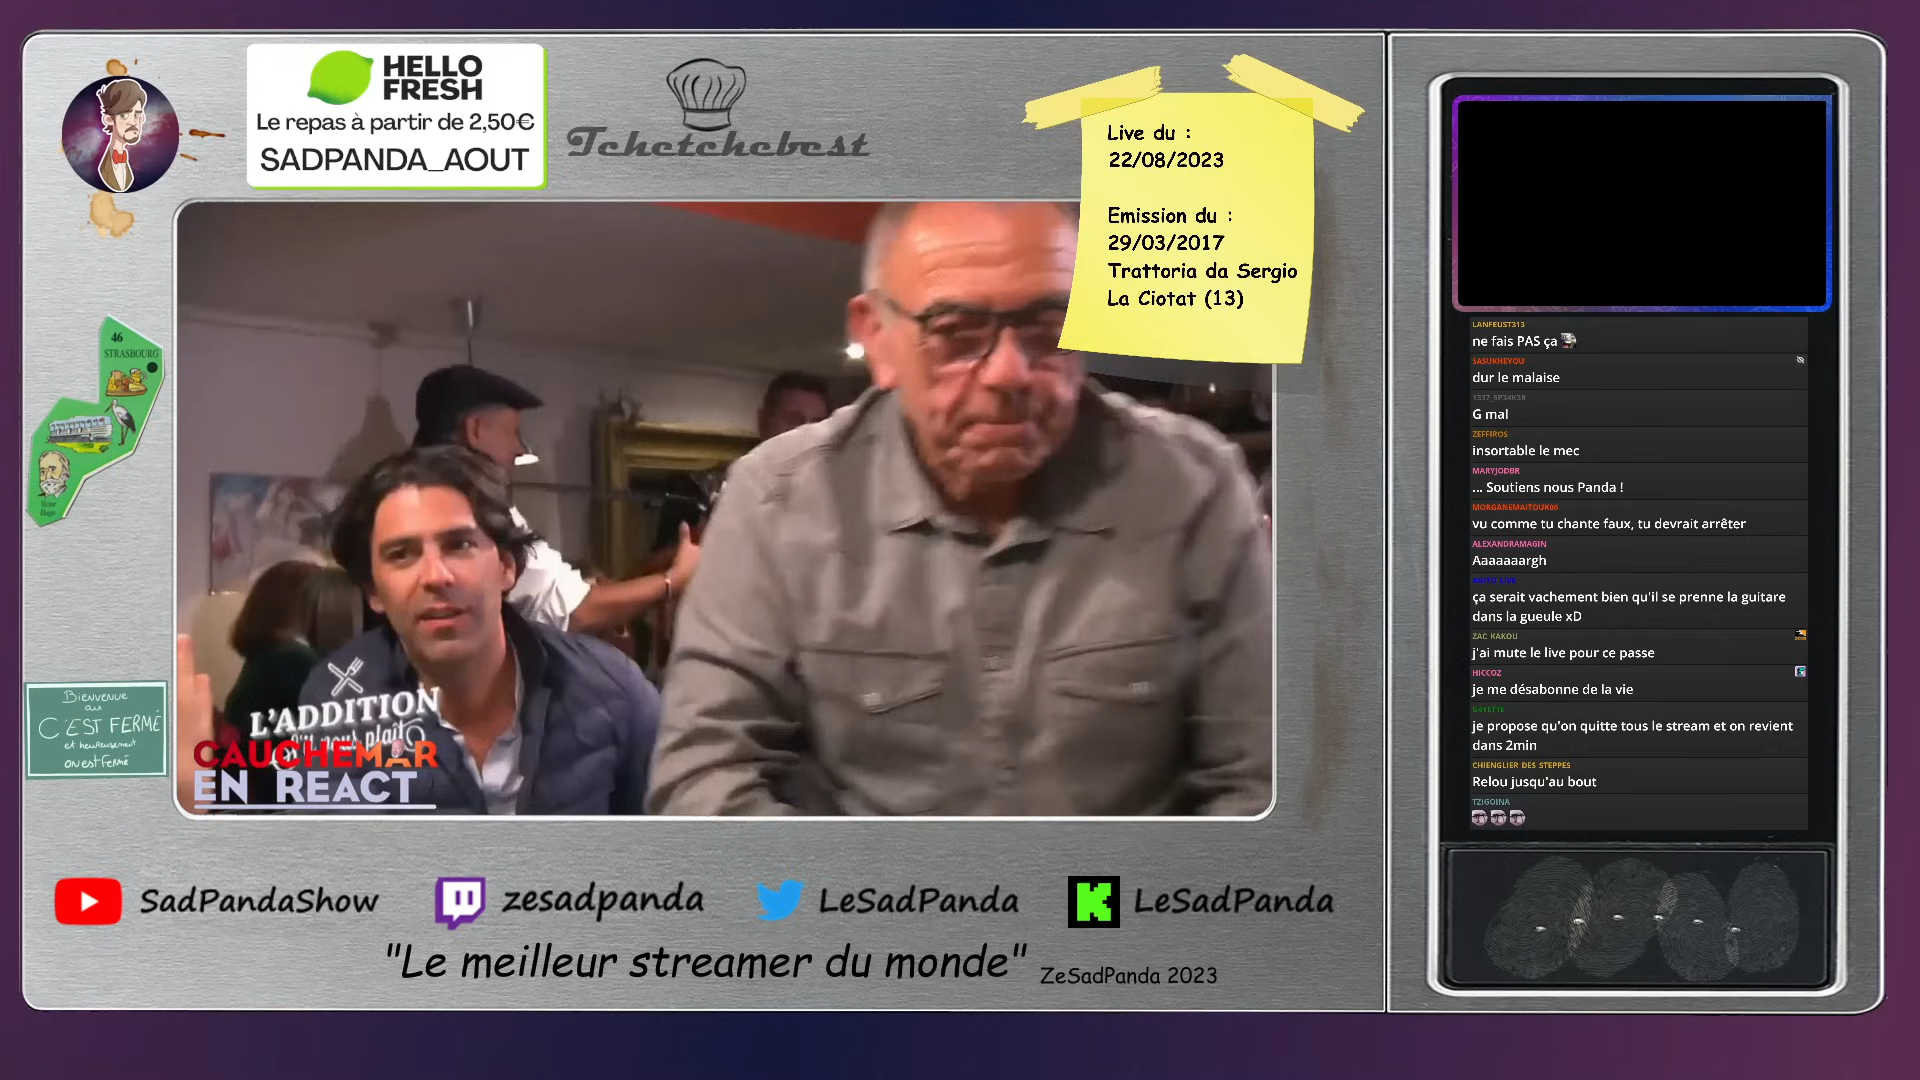 HELLO
FRESH
Le repas à partir de 2,50€
SADPANDA_AOUT
Tchetchebest
Live du :
22/08/2023
Emission du :
29/03/2017
Trattoria da Sergio
La Ciotat (13)
46
STRASBOURG
Victor
Hugo
Bienvenue
au
C'EST FERMÉ
et heureusement
on est fermé
L'ADDITION
s'il vous plaît
CAUCHEMAR
EN REACT
SadPandaShow
zesadpanda
LeSadPanda
LeSadPanda
"Le meilleur streamer du monde"
ZeSadPanda 2023
LANFEUST313
ne fais PAS ça
SASUKHEYOU
dur le malaise
1337_5P34K3R
G mal
ZEFFIROS
insortable le mec
MARYJODBR
... Soutiens nous Panda !
MORGANEMAITOUK06
vu comme tu chante faux, tu devrait arrêter
ALEXANDRAMAGIN
Aaaaaaargh
ça serait vachement bien qu'il se prenne la guitare
dans la gueule xD
ZAC KAKOU
j'ai mute le live pour ce passe
HICCOZ
je me désabonne de la vie
G4YETTE
je propose qu'on quitte tous le stream et on revient
dans 2min
CHIENGLIER DES STEPPES
Relou jusqu'au bout
TZIGOINA